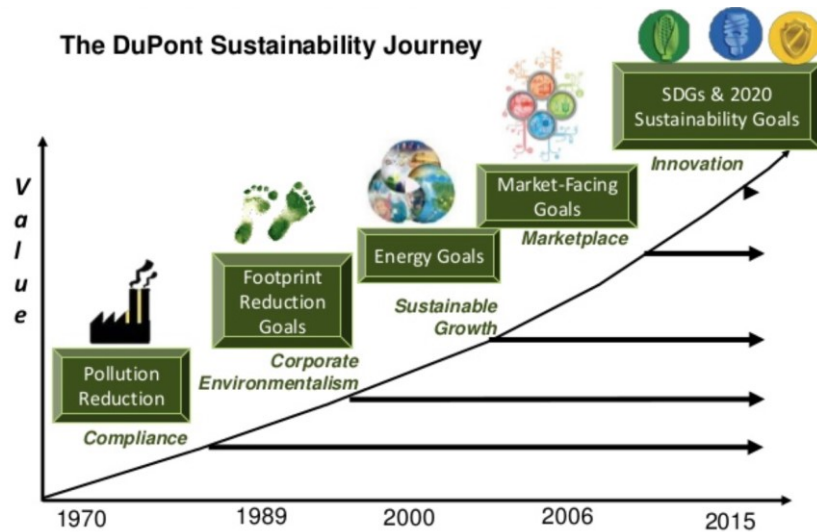 The DuPont Sustainability Journey
SDGs & 2020
Sustainability Goals
Innovation
Market-Facing
Goals
Marketplace
Energy Goals
Sustainable
Growth
Footprint
Reduction
Goals
Corporate
Environmentalism
Pollution
Reduction
Compliance
Value
1970
1989
2000
2006
2015